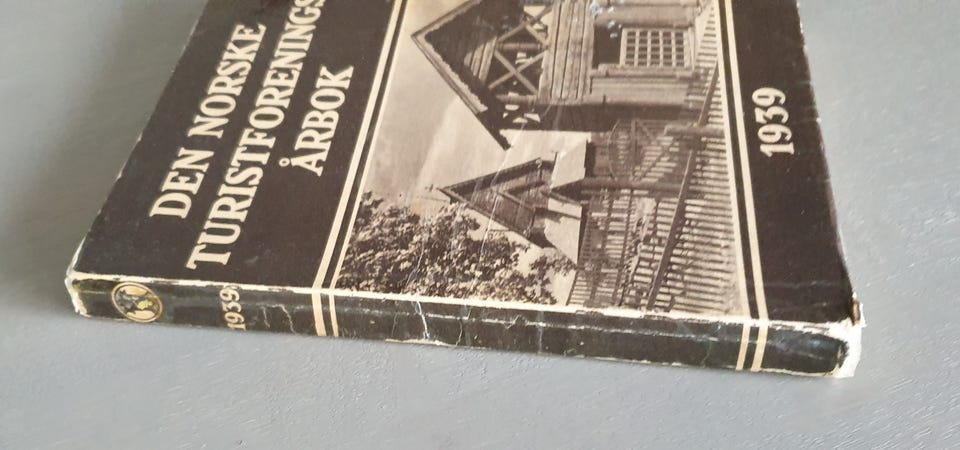 DEN NORSKE
TURISTFORENINGS
ÅRBOK
1939
1939